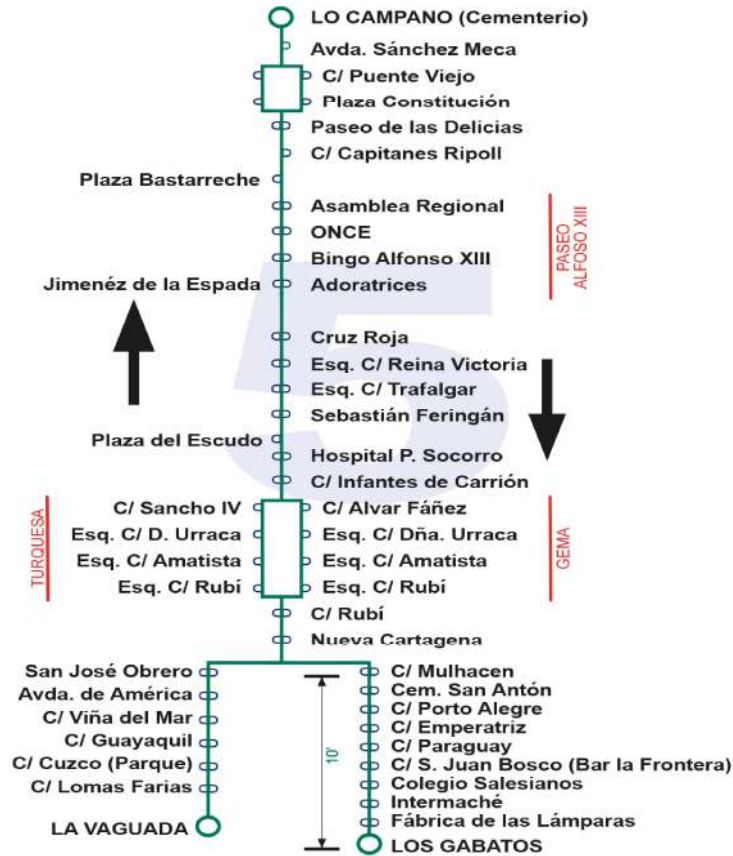 LO CAMPANO (Cementerio)
Avda. Sánchez Meca
C/ Puente Viejo
Plaza Constitución
Paseo de las Delicias
C/ Capitanes Ripoll
Plaza Bastarreche
Asamblea Regional
ONCE
Bingo Alfonso XIII
PASEO
ALFOSO XIII
Jimenéz de la Espada
Adoratrices
5
Cruz Roja
Esq. C/ Reina Victoria
Esq. C/ Trafalgar
Sebastián Feringán
Plaza del Escudo
Hospital P. Socorro
C/ Infantes de Carrión
TURQUESA
C/ Sancho IV
Esq. C/ D. Urraca
Esq. C/ Amatista
Esq. C/ Rubí
C/ Alvar Fáñez
Esq. C/ Dña. Urraca
Esq. C/ Amatista
Esq. C/ Rubí
GEMA
C/ Rubí
Nueva Cartagena
San José Obrero
Avda. de América
C/ Viña del Mar
C/ Guayaquil
C/ Cuzco (Parque)
C/ Lomas Farias
LA VAGUADA
10'
C/ Mulhacen
Cem. San Antón
C/ Porto Alegre
C/ Emperatriz
C/ Paraguay
C/ S. Juan Bosco (Bar la Frontera)
Colegio Salesianos
Intermaché
Fábrica de las Lámparas
LOS GABATOS